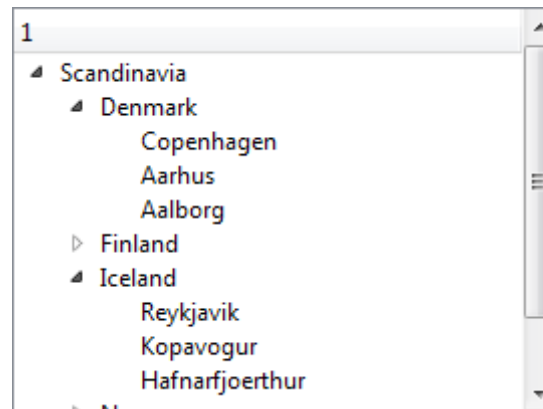 1
Scandinavia
Denmark
Copenhagen
Aarhus
Aalborg
Finland
Iceland
Reykjavik
Kopavogur
Hafnarfjoerthur